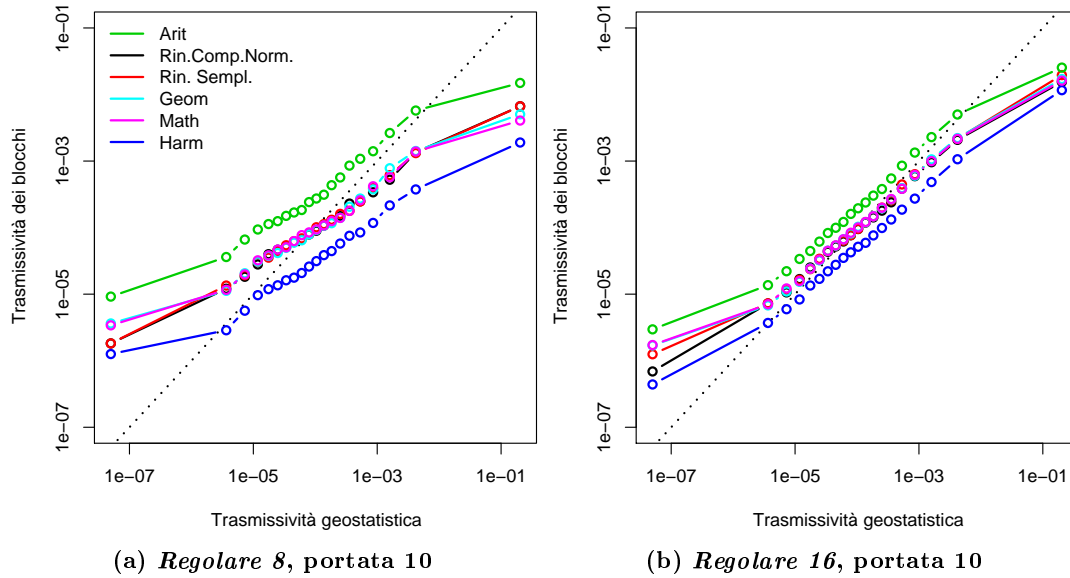 1e-01
1e-03
1e-05
1e-07
Trasmissività dei blocchi
Arit
Rin.Comp.Norm.
Rin. Sempl.
Geom
Math
Harm
1e-07 1e-05 1e-03 1e-01
Trasmissività geostatistica
(a) Regolare 8, portata 10
1e-01
1e-03
1e-05
1e-07
Trasmissività dei blocchi
1e-07 1e-05 1e-03 1e-01
Trasmissività geostatistica
(b) Regolare 16, portata 10